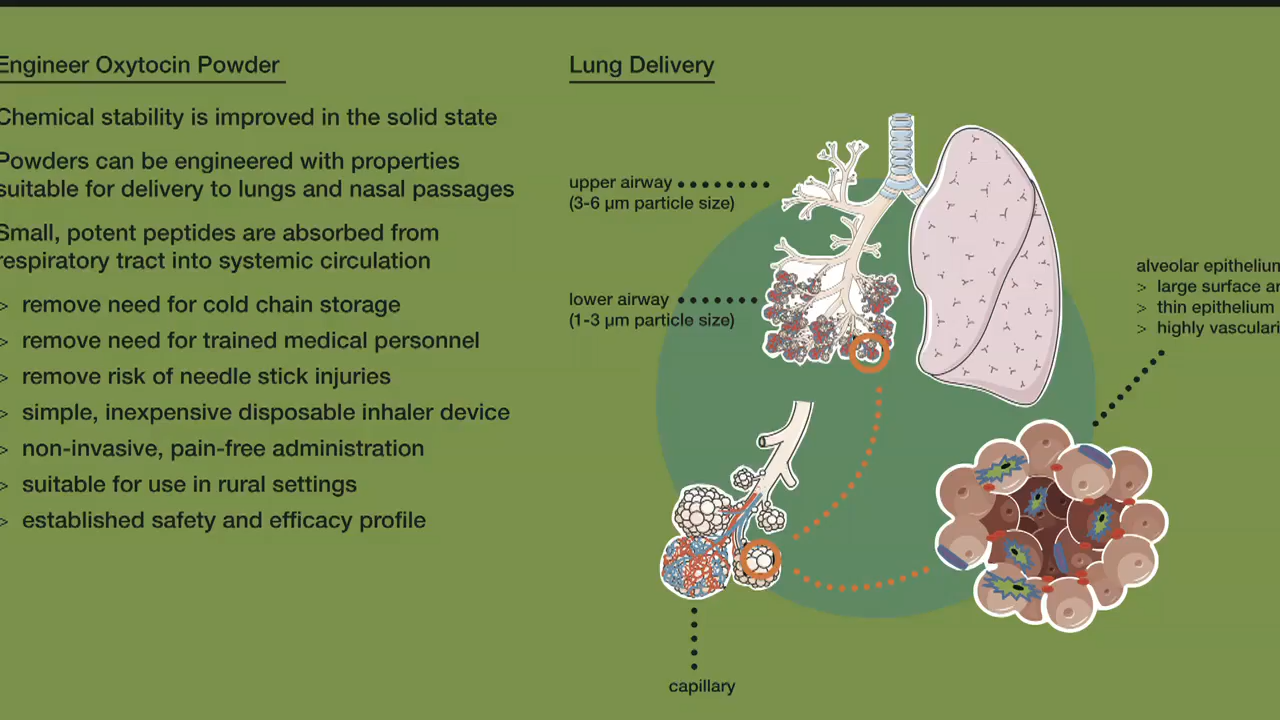 Engineer Oxytocin Powder
Chemical stability is improved in the solid state
Powders can be engineered with properties
suitable for delivery to lungs and nasal passages
Small, potent peptides are absorbed from
respiratory tract into systemic circulation
> remove need for cold chain storage
> remove need for trained medical personnel
> remove risk of needle stick injuries
> simple, inexpensive disposable inhaler device
> non-invasive, pain-free administration
> suitable for use in rural settings
> established safety and efficacy profile
Lung Delivery
upper airway
(3-6 µm particle size)
lower airway
(1-3 µm particle size)
capillary
alveolar epithelium
> large surface ar
> thin epithelium
> highly vasculari